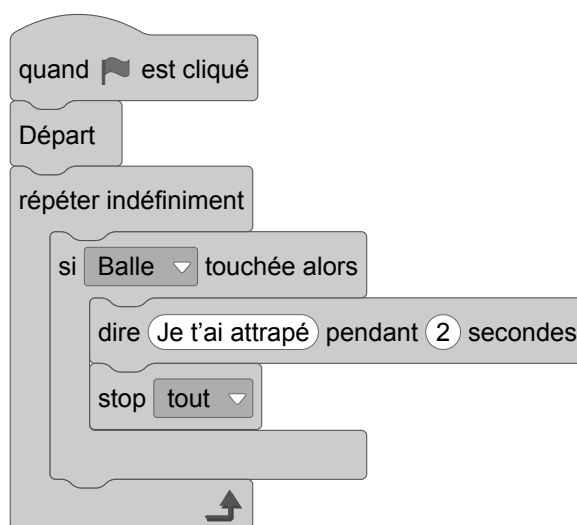 quand est cliqué
Départ
répéter indéfiniment
si Balle touchée alors
dire Je t'ai attrapé pendant 2 secondes
stop tout